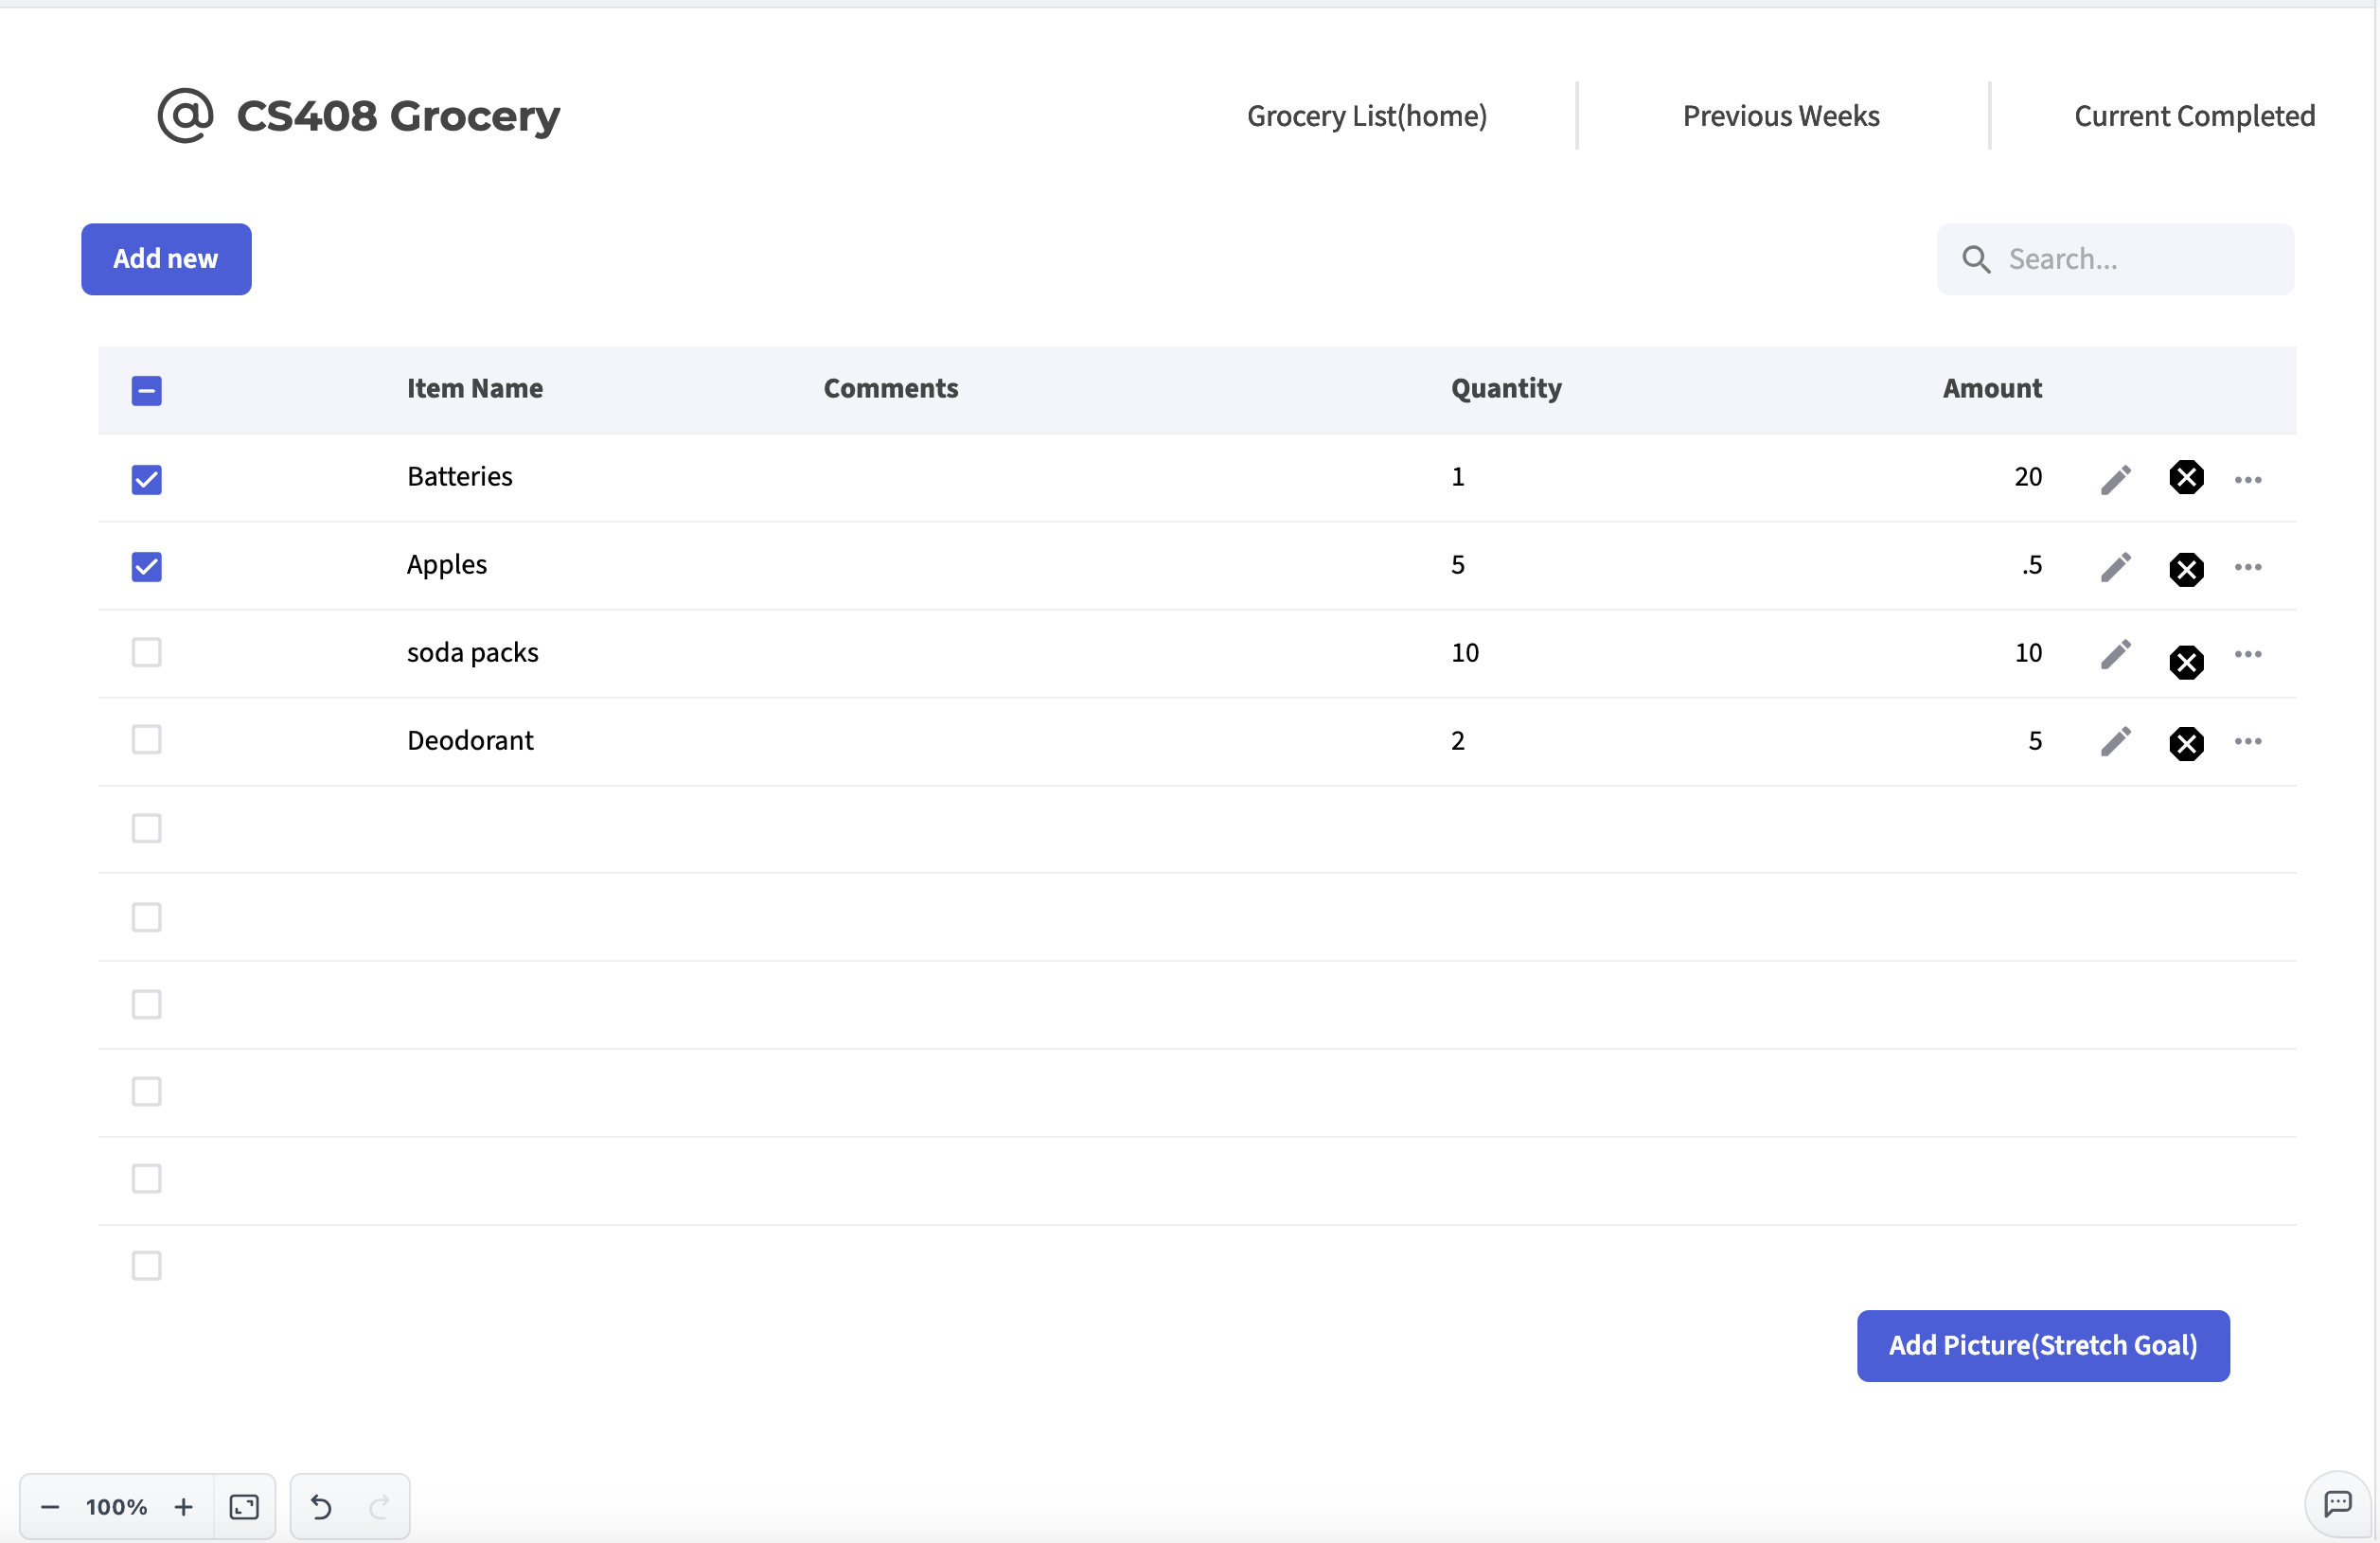 @ CS408 Grocery
Grocery List(home)
Previous Weeks
Current Completed
Add new
Search...
Item Name Comments Quantity Amount
Batteries 1 20
Apples 5 .5
soda packs 10 10
Deodorant 2 5
Add Picture(Stretch Goal)
100%